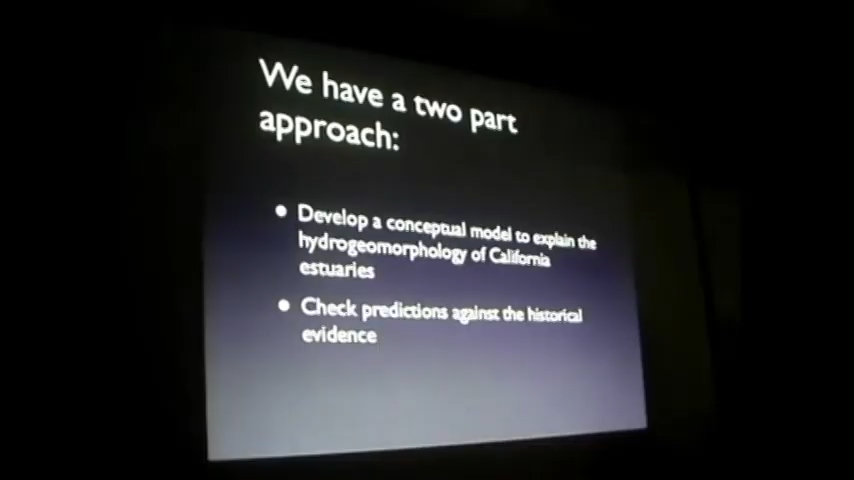 We have a two part
approach:
• Develop a conceptual model to explain the
hydrogeomorphology of California
estuaries
• Check predictions against the historical
evidence